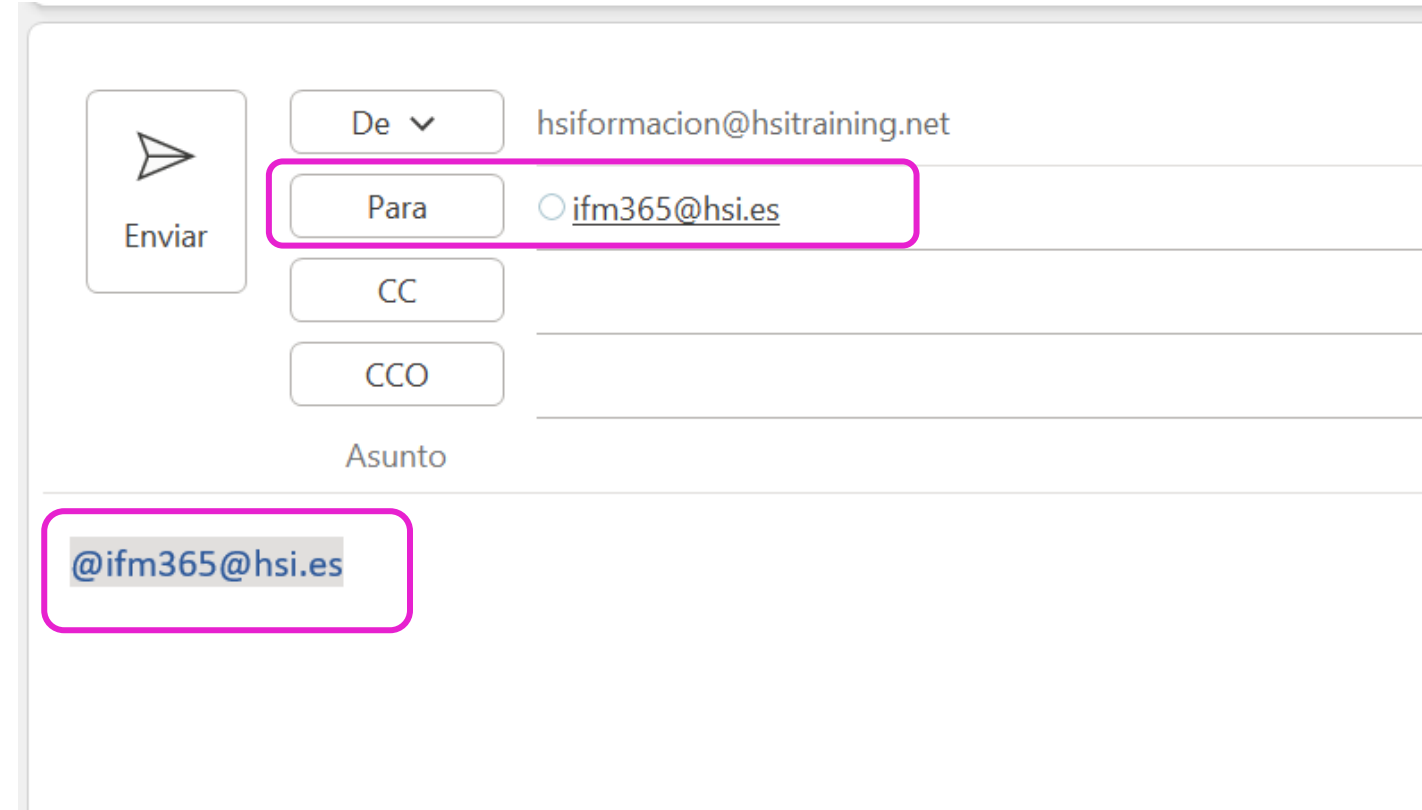 De hsiformacion@hsitraining.net
Enviar
Para ifm365@hsi.es
CC
CCO
Asunto
@ifm365@hsi.es